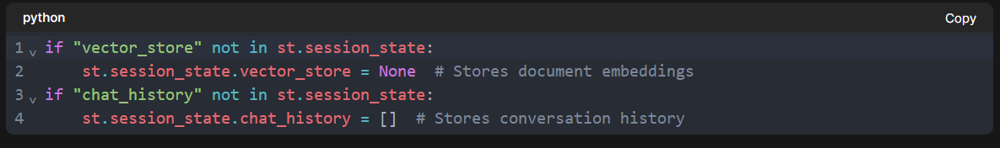 python
Copy
1 if "vector_store" not in st.session_state:
2     st.session_state.vector_store = None  # Stores document embeddings
3 if "chat_history" not in st.session_state:
4     st.session_state.chat_history = []  # Stores conversation history